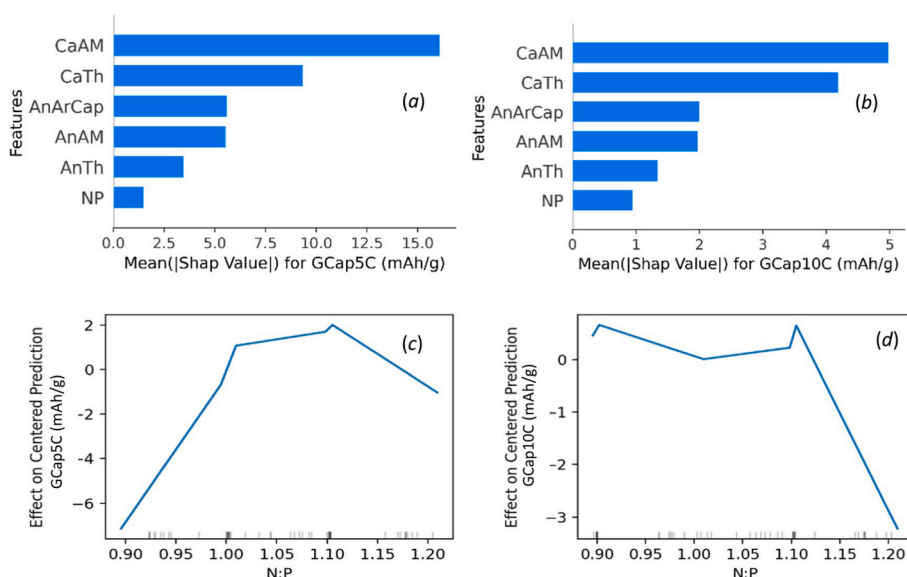 Features
CaAM
CaTh
AnArCap
AnAM
AnTh
NP
(a)
0.0 2.5 5.0 7.5 10.0 12.5 15.0
Mean(|Shap Value|) for GCap5C (mAh/g)
Features
CaAM
CaTh
AnArCap
AnAM
AnTh
NP
(b)
0 1 2 3 4 5
Mean(|Shap Value|) for GCap10C (mAh/g)
Effect on Centered Prediction
GCap5C (mAh/g)
2
0
-2
-4
-6
(c)
0.90 0.95 1.00 1.05 1.10 1.15 1.20
N:P
Effect on Centered Prediction
GCap10C (mAh/g)
0
−1
−2
−3
(d)
0.90 0.95 1.00 1.05 1.10 1.15 1.20
N:P